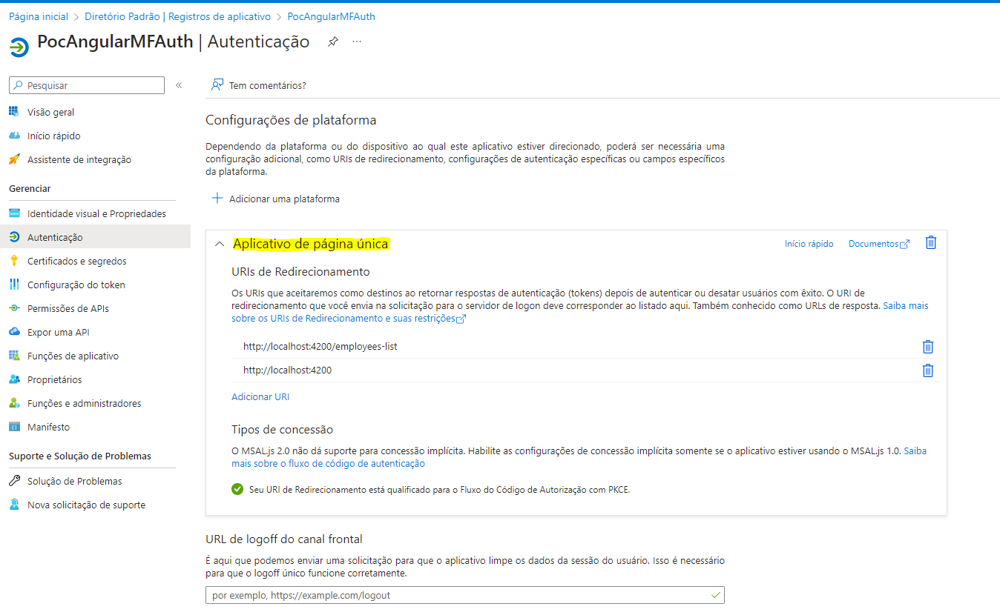 Página inicial > Diretório Padrão | Registros de aplicativo > PocAngularMFAuth
PocAngularMFAuth | Autenticação
Pesquisar
Visão geral
Início rápido
Assistente de integração
Gerenciar
Identidade visual e Propriedades
Autenticação
Certificados e segredos
Configuração do token
Permissões de APIs
Expor uma API
Funções de aplicativo
Proprietários
Funções e administradores
Manifesto
Suporte e Solução de Problemas
Solução de Problemas
Nova solicitação de suporte
Tem comentários?
Configurações de plataforma
Dependendo da plataforma ou do dispositivo ao qual este aplicativo estiver direcionado, poderá ser necessária uma
configuração adicional, como URIs de redirecionamento, configurações de autenticação específicas ou campos específicos
da plataforma.
Adicionar uma plataforma
Aplicativo de página única
Início rápido
Documentos
URIs de Redirecionamento
Os URIs que aceitaremos como destinos ao retornar respostas de autenticação (tokens) depois de autenticar ou desatar usuários com êxito. O URI de
redirecionamento que você envia na solicitação para o servidor de logon deve corresponder ao listado aqui. Também conhecido como URLs de resposta. Saiba mais
sobre os URIs de Redirecionamento e suas restrições
http://localhost:4200/employees-list
http://localhost:4200
Adicionar URI
Tipos de concessão
O MSAL.js 2.0 não dá suporte para concessão implícita. Habilite as configurações de concessão implícita somente se o aplicativo estiver usando o MSAL.js 1.0. Saiba
mais sobre o fluxo de código de autenticação
Seu URI de Redirecionamento está qualificado para o Fluxo do Código de Autorização com PKCE.
URL de logoff do canal frontal
É aqui que podemos enviar uma solicitação para que o aplicativo limpe os dados da sessão do usuário. Isso é necessário
para que o logoff único funcione corretamente.
por exemplo, https://example.com/logout